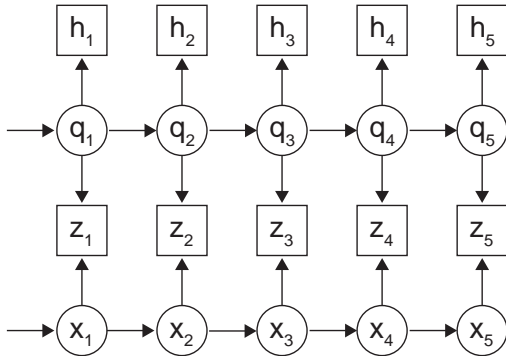 h₁ h₂ h₃ h₄ h₅
q₁ q₂ q₃ q₄ q₅
z₁ z₂ z₃ z₄ z₅
x₁ x₂ x₃ x₄ x₅